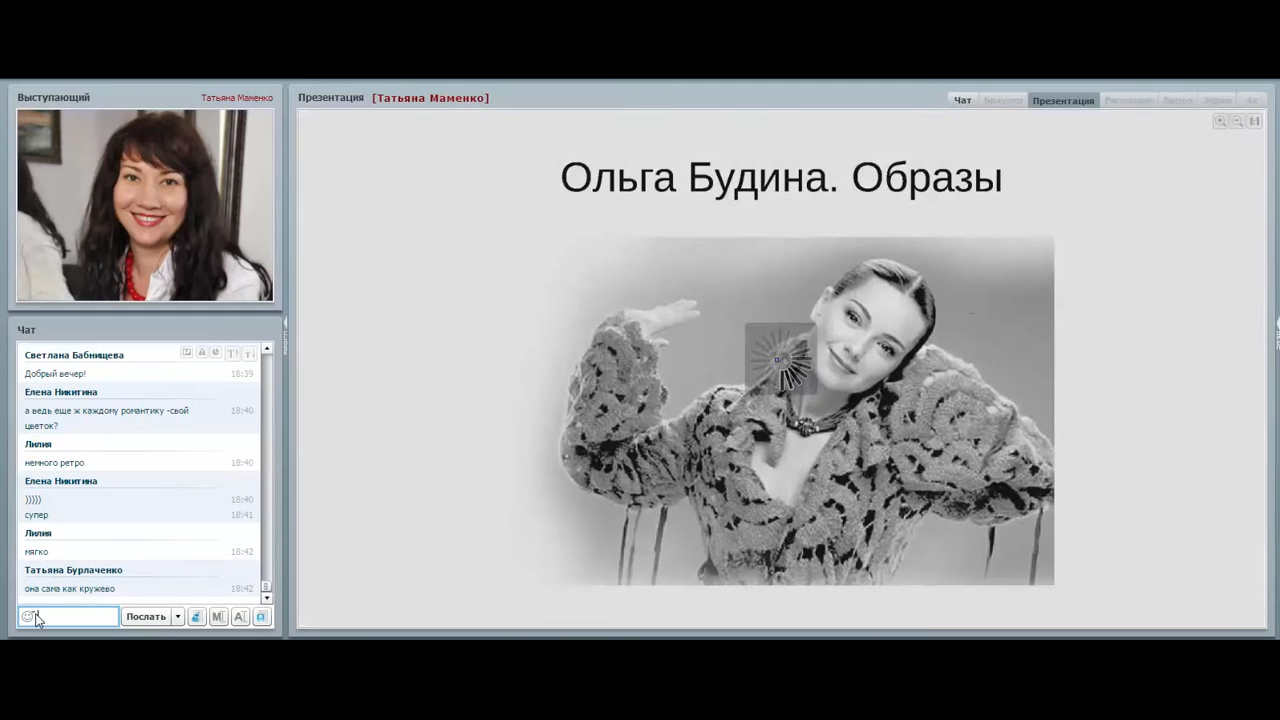 Выступающий
Татьяна Маменко
Презентация [Татьяна Маменко]
Чат
Презентация
Ольга Будина. Образы
Чат
Светлана Бабнищева
Добрый вечер! 18:39
Елена Никитина
а ведь еще ж каждому романтику -свой 18:40
цветок?
Лилия
немного ретро 18:40
Елена Никитина
))))) 18:40
супер 18:41
Лилия
мягко 18:42
Татьяна Бурлаченко
она сама как кружево 18:42
Послать